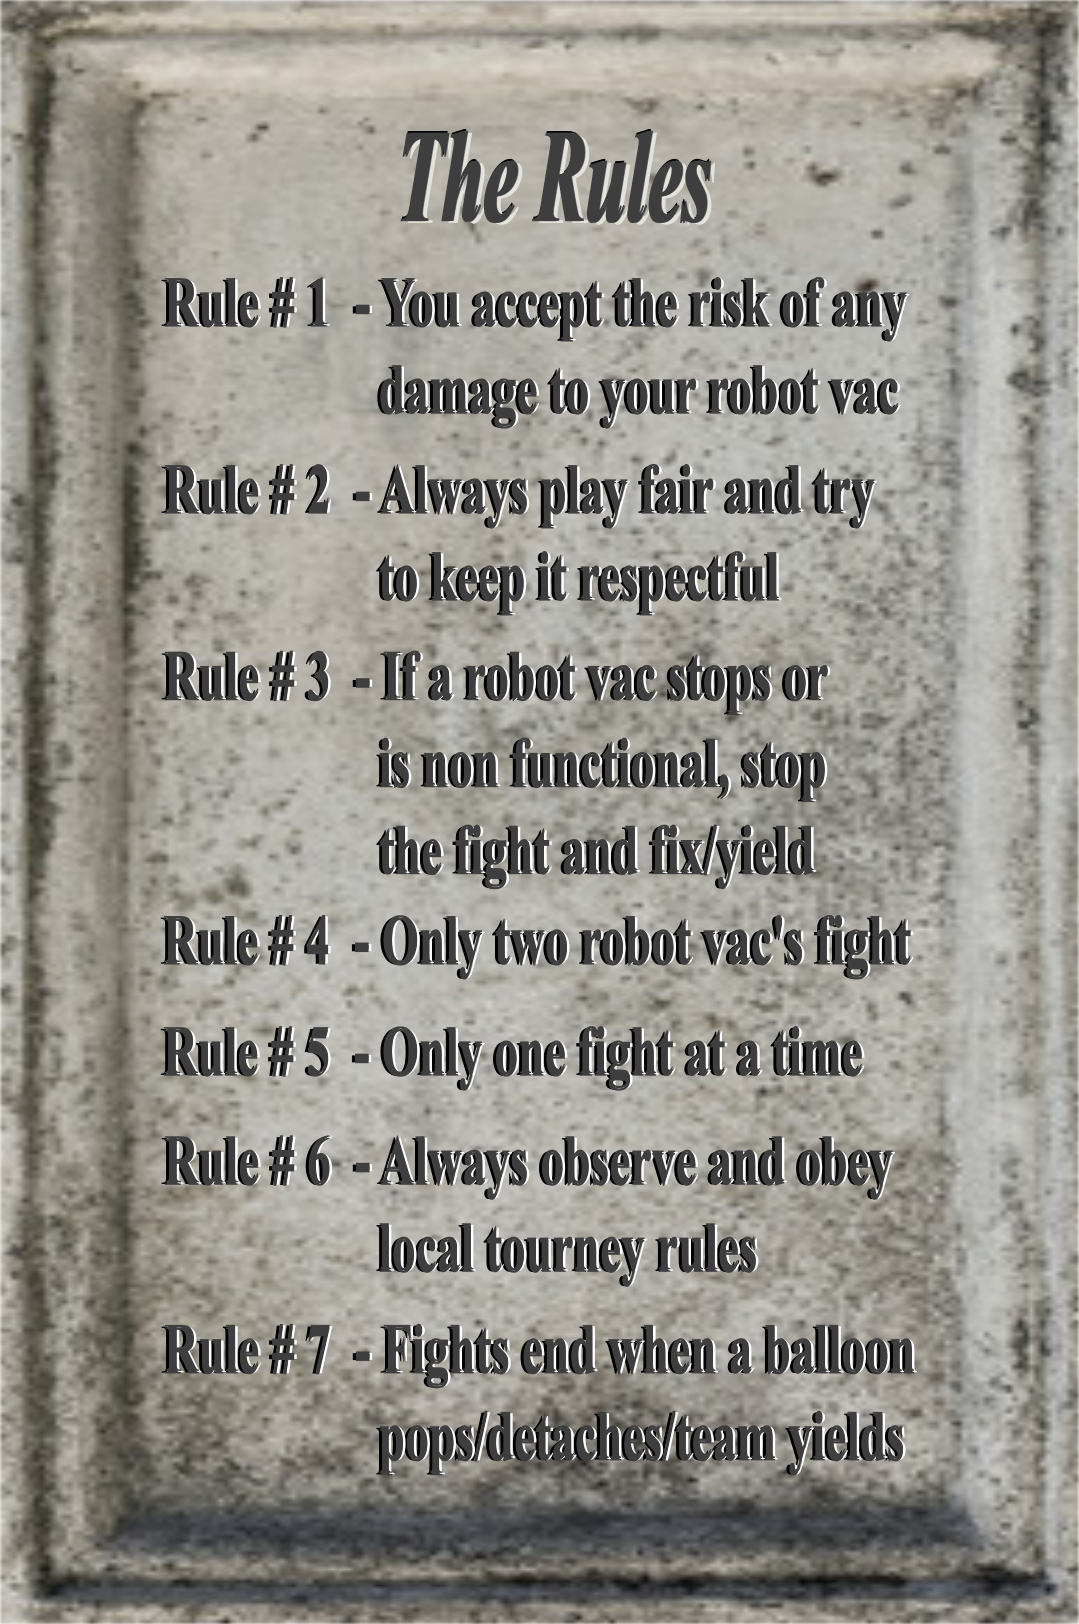 The Rules
Rule # 1 - You accept the risk of any
damage to your robot vac
Rule # 2 - Always play fair and try
to keep it respectful
Rule # 3 - If a robot vac stops or
is non functional, stop
the fight and fix/yield
Rule # 4 - Only two robot vac's fight
Rule # 5 - Only one fight at a time
Rule # 6 - Always observe and obey
local tourney rules
Rule # 7 - Fights end when a balloon
pops/detaches/team yields